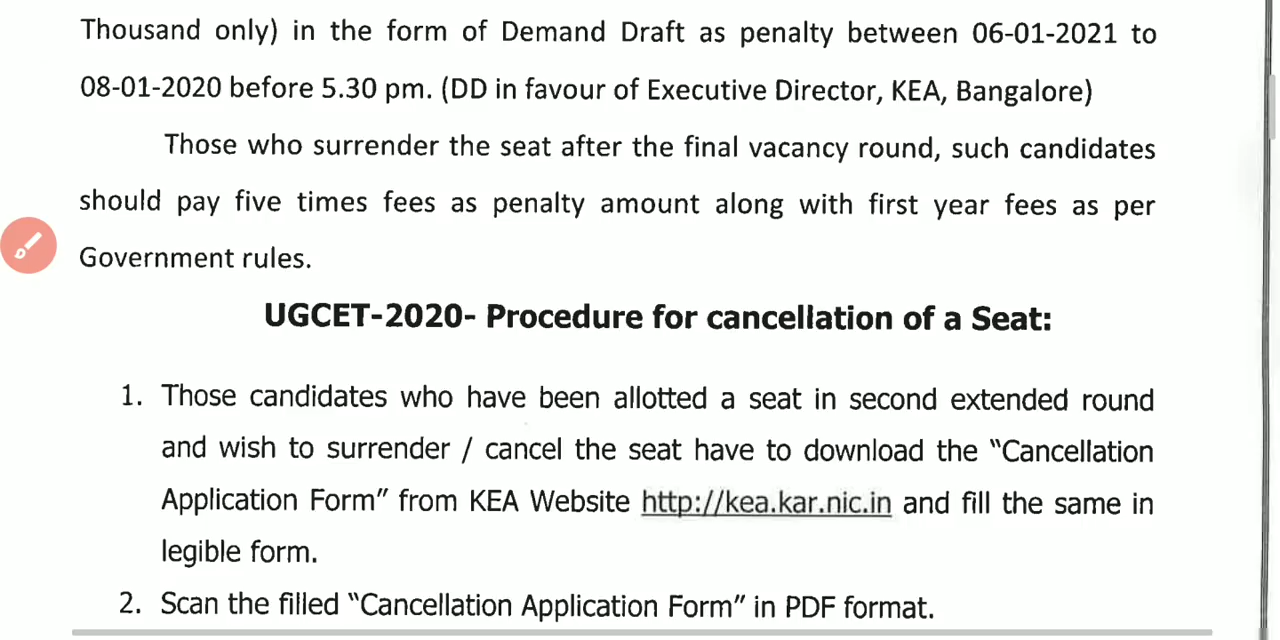 Thousand only) in the form of Demand Draft as penalty between 06-01-2021 to
08-01-2020 before 5.30 pm. (DD in favour of Executive Director, KEA, Bangalore)
Those who surrender the seat after the final vacancy round, such candidates
should pay five times fees as penalty amount along with first year fees as per
Government rules.
UGCET-2020- Procedure for cancellation of a Seat:
1. Those candidates who have been allotted a seat in second extended round
and wish to surrender / cancel the seat have to download the "Cancellation
Application Form" from KEA Website http://kea.kar.nic.in and fill the same in
legible form.
2. Scan the filled "Cancellation Application Form" in PDF format.